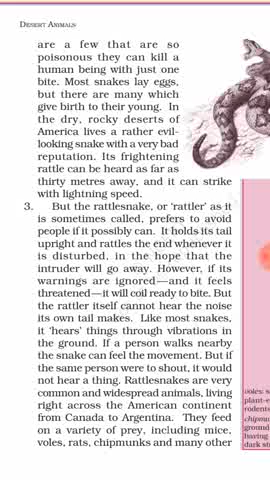 DESERT ANIMALS
are a few that are so
poisonous they can kill a
human being with just one
bite. Most snakes lay eggs,
but there are many which
give birth to their young. In
the dry, rocky deserts of
America lives a rather evil-
looking snake with a very bad
reputation. Its frightening
rattle can be heard as far as
thirty metres away, and it can strike
with lightning speed.
3. But the rattlesnake, or ‘rattler’ as it
is sometimes called, prefers to avoid
people if it possibly can. It holds its tail
upright and rattles the end whenever it
is disturbed, in the hope that the
intruder will go away. However, if its
warnings are ignored—and it feels
threatened—it will coil ready to bite. But
the rattler itself cannot hear the noise
its own tail makes. Like most snakes,
it ‘hears’ things through vibrations in
the ground. If a person walks nearby
the snake can feel the movement. But if
the same person were to shout, it would
not hear a thing. Rattlesnakes are very
common and widespread animals, living
right across the American continent
from Canada to Argentina. They feed
on a variety of prey, including mice,
voles, rats, chipmunks and many other
voles: s
plant-e
rodents
chipmu
ground
having
dark st